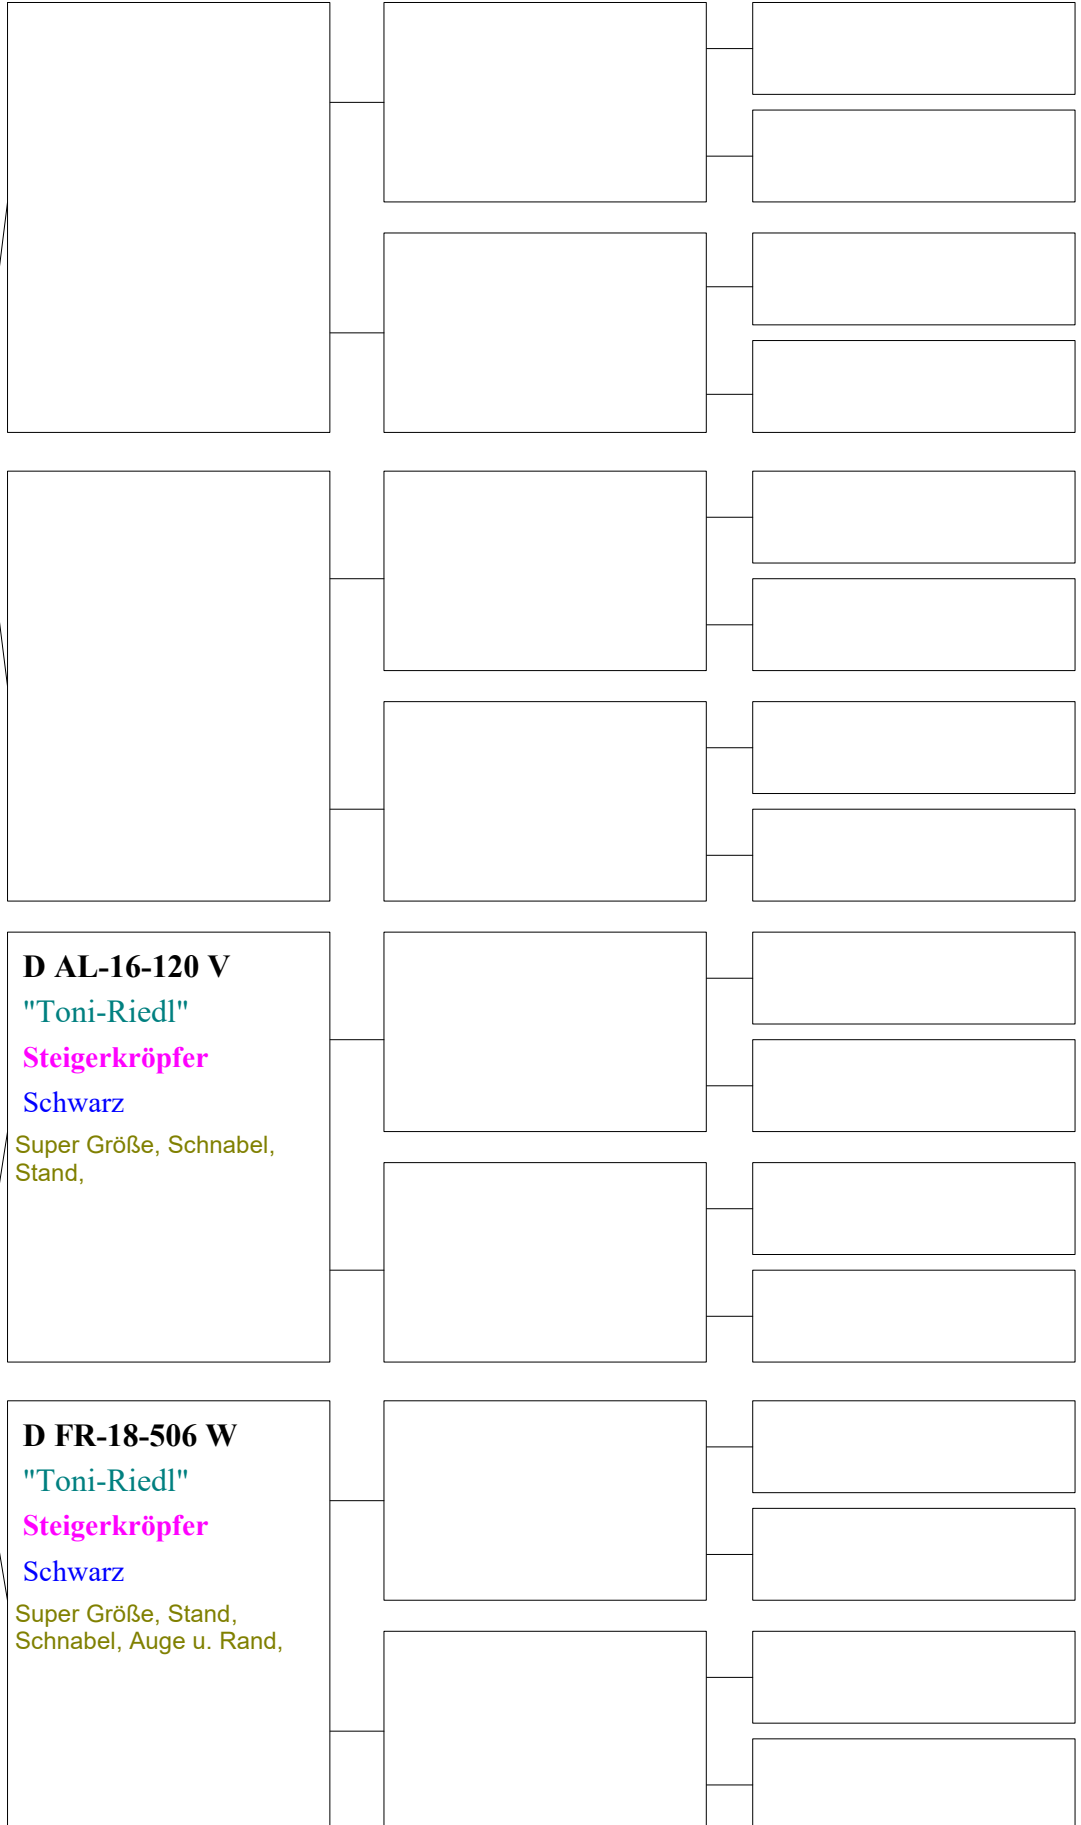 D AL-16-120 V
"Toni-Riedl"
Steigerkröpfer
Schwarz
Super Größe, Schnabel,
Stand,
D FR-18-506 W
"Toni-Riedl"
Steigerkröpfer
Schwarz
Super Größe, Stand,
Schnabel, Auge u. Rand,